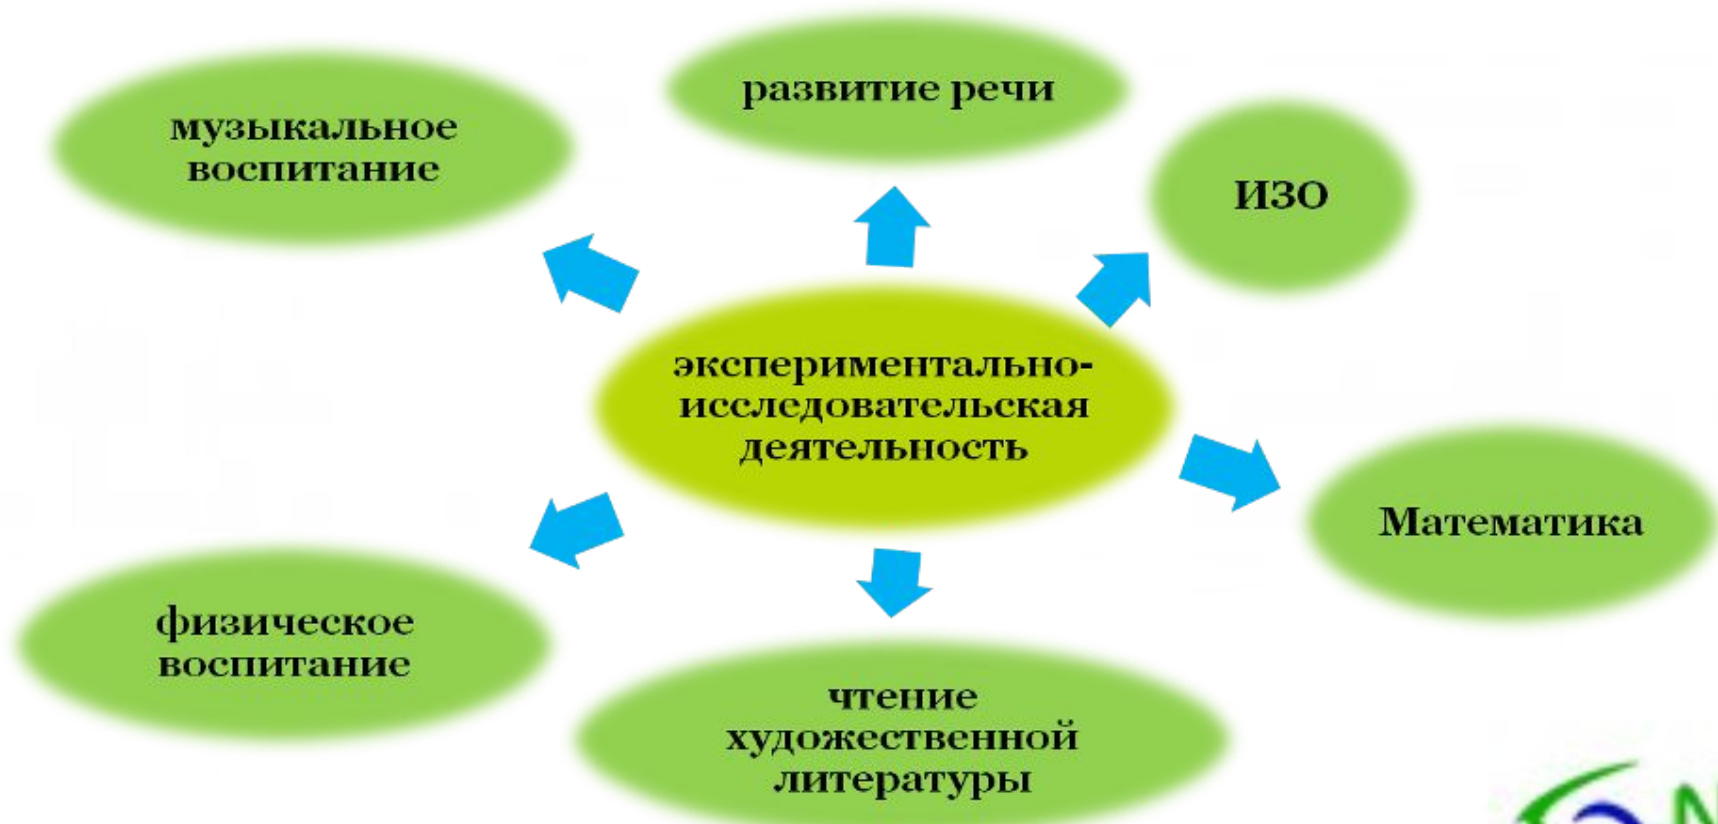 развитие речи
музыкальное
воспитание
ИЗО
экспериментально-
исследовательская
деятельность
Математика
физическое
воспитание
чтение
художественной
литературы